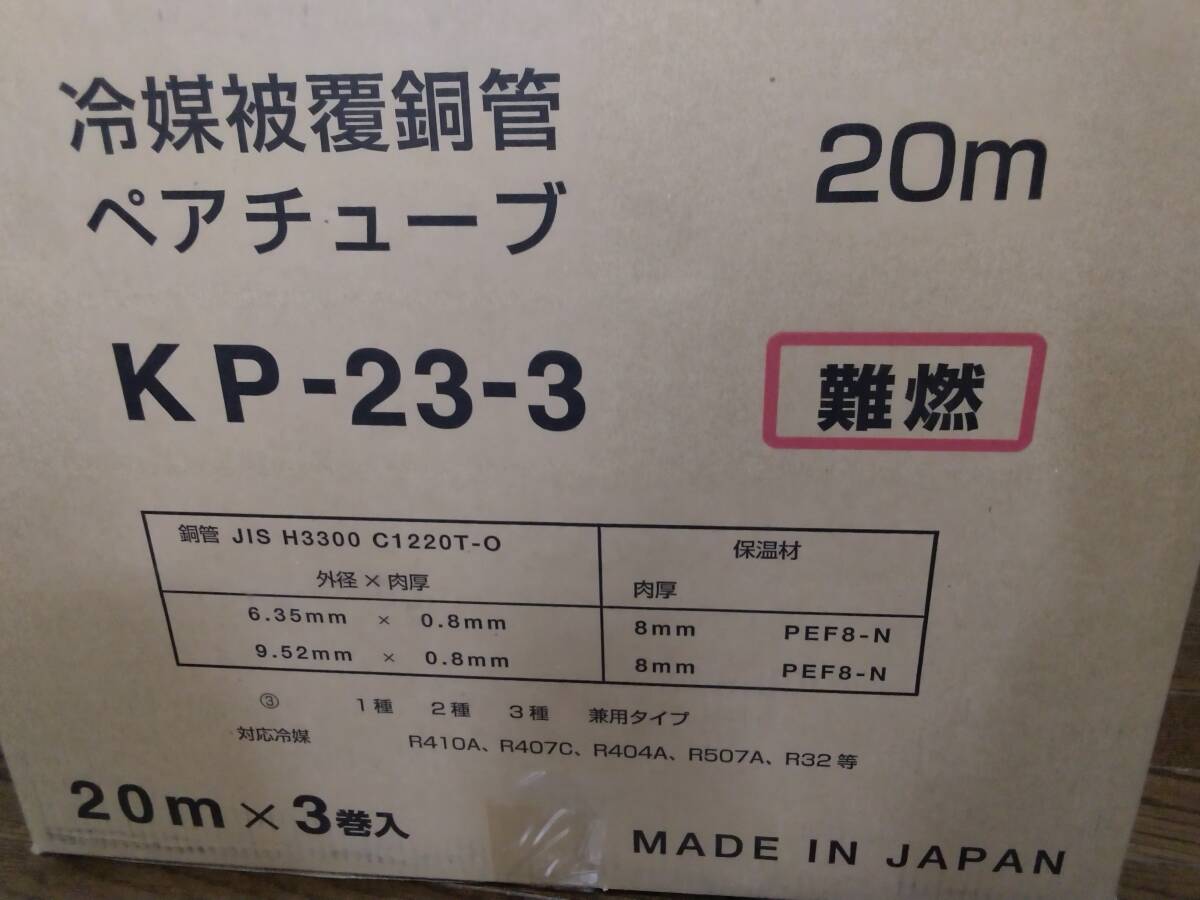 冷媒被覆銅管
ペアチューブ
20m
KP-23-3
難燃
銅管 JIS H3300 C1220T-O
外径×肉厚
保温材
肉厚
6.35mm × 0.8mm 8mm PEF8-N
9.52mm × 0.8mm 8mm PEF8-N
③ 1種 2種 3種 兼用タイプ
対応冷媒 R410A、R407C、R404A、R507A、R32等
20m×3巻入
MADE IN JAPAN